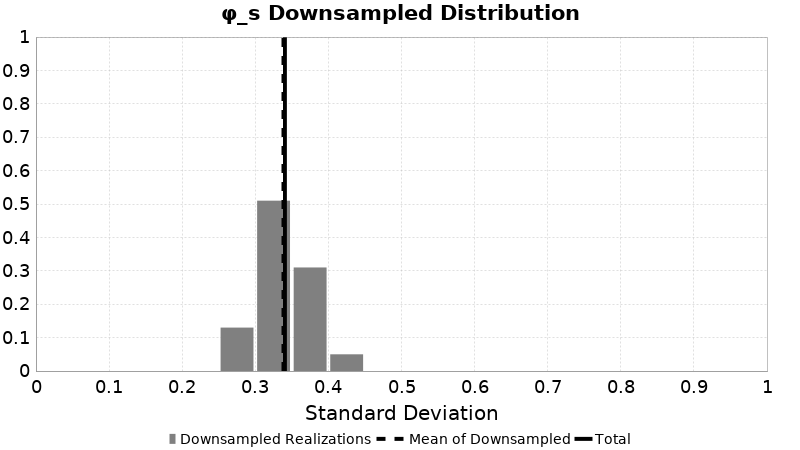 φ_s Downsampled Distribution
1
0.9
0.8
0.7
0.6
0.5
0.4
0.3
0.2
0.1
0
0 0.1 0.2 0.3 0.4 0.5 0.6 0.7 0.8 0.9 1
Standard Deviation
Downsampled Realizations Mean of Downsampled Total